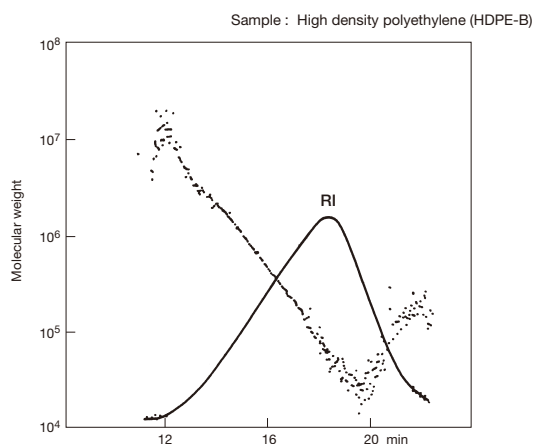 Sample : High density polyethylene (HDPE-B)
10⁸
10⁷
10⁶
10⁵
10⁴
Molecular weight
RI
12 16 20 min